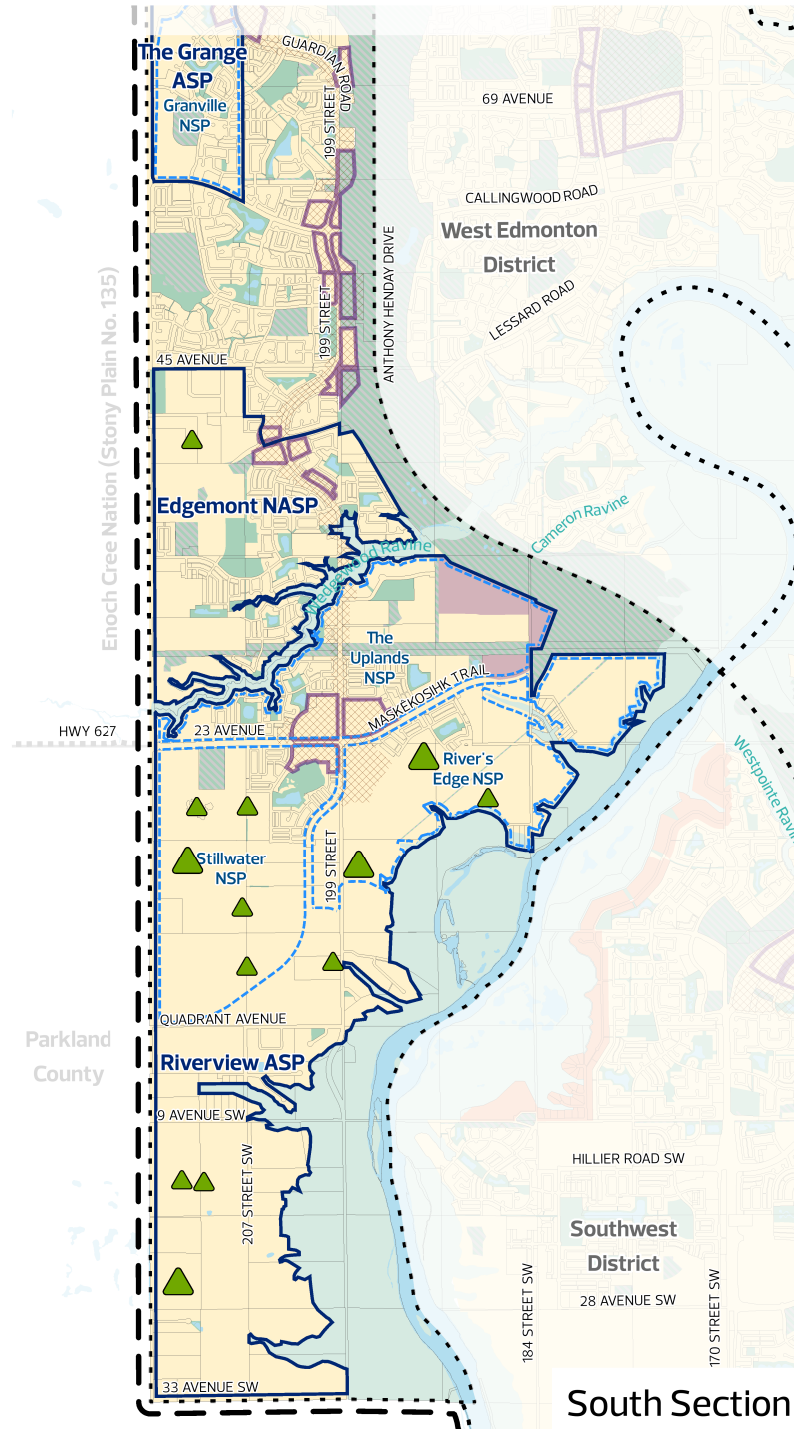 The Grange
ASP
Granville
NSP
GUARDIAN ROAD
199 STREET
69 AVENUE
CALLINGWOOD ROAD
West Edmonton
District
ANTHONY HENDAY DRIVE
LESSARD ROAD
199 STREET
45 AVENUE
Enoch Cree Nation (Stony Plain No. 135)
Edgemont NASP
Cameron Ravine
Wedgewood Ravine
The
Uplands
NSP
MASKÊKOSIHK TRAIL
HWY 627
23 AVENUE
River's
Edge NSP
Westpointe Ravi
Stillwater
NSP
199 STREET
QUADRANT AVENUE
Parkland
County
Riverview ASP
9 AVENUE SW
207 STREET SW
HILLIER ROAD SW
Southwest
District
184 STREET SW
28 AVENUE SW
170 STREET SW
33 AVENUE SW
South Section